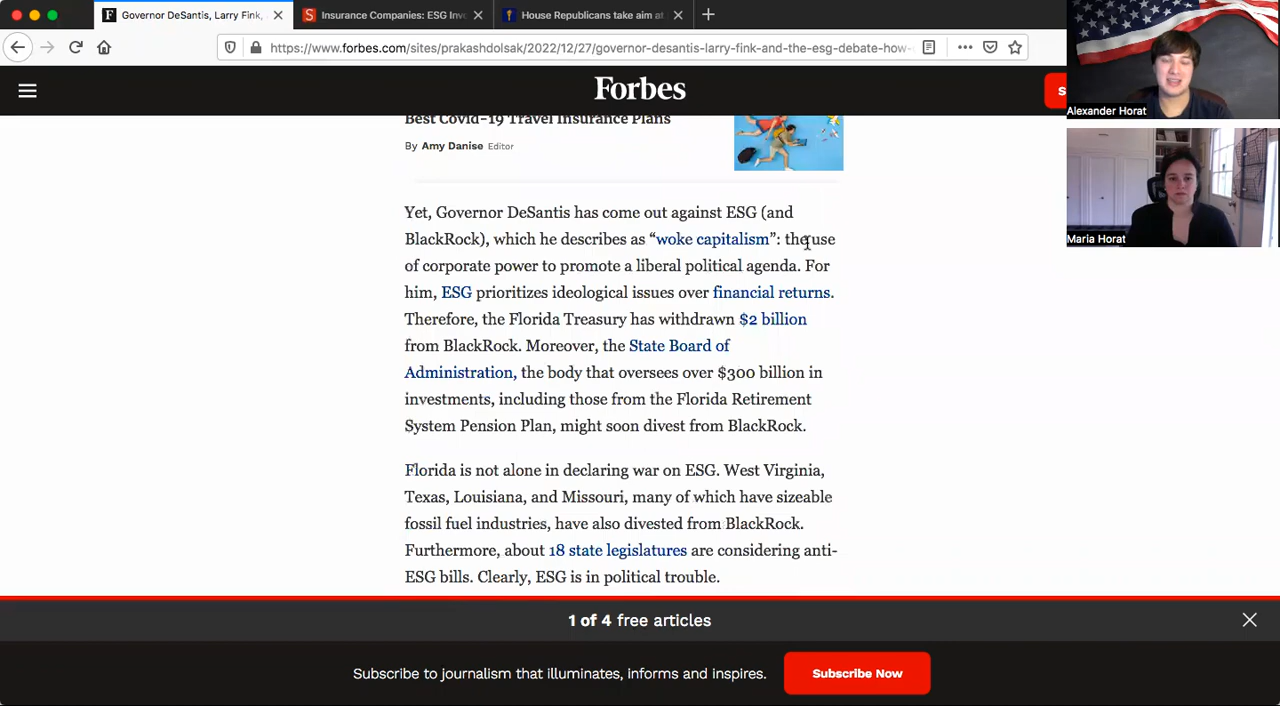 Governor DeSantis, Larry Fink,
Insurance Companies: ESG Inv
House Republicans take aim at
https://www.forbes.com/sites/prakashdolsak/2022/12/27/governor-desantis-larry-fink-and-the-esg-debate-how-
Forbes
S
Alexander Horat
Maria Horat
Best Covid-19 Travel Insurance Plans
By Amy Danise Editor
Yet, Governor DeSantis has come out against ESG (and
BlackRock), which he describes as “woke capitalism”: the use
of corporate power to promote a liberal political agenda. For
him, ESG prioritizes ideological issues over financial returns.
Therefore, the Florida Treasury has withdrawn $2 billion
from BlackRock. Moreover, the State Board of
Administration, the body that oversees over $300 billion in
investments, including those from the Florida Retirement
System Pension Plan, might soon divest from BlackRock.
Florida is not alone in declaring war on ESG. West Virginia,
Texas, Louisiana, and Missouri, many of which have sizeable
fossil fuel industries, have also divested from BlackRock.
Furthermore, about 18 state legislatures are considering anti-
ESG bills. Clearly, ESG is in political trouble.
1 of 4 free articles
Subscribe to journalism that illuminates, informs and inspires.
Subscribe Now